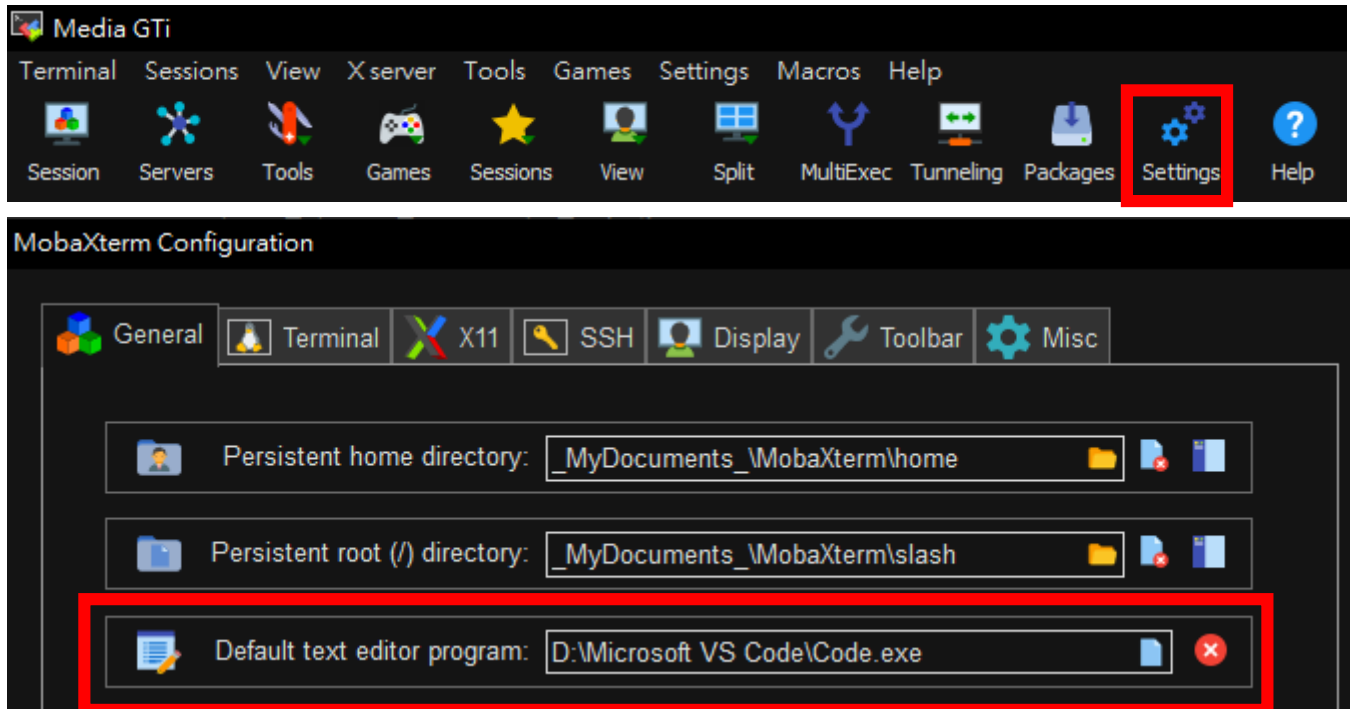 Media GTi
Terminal Sessions View X server Tools Games Settings Macros Help
Session Servers Tools Games Sessions View Split MultiExec Tunneling Packages Settings Help
MobaXterm Configuration
General Terminal X11 SSH Display Toolbar Misc
Persistent home directory: _MyDocuments_\MobaXterm\home
Persistent root (/) directory: _MyDocuments_\MobaXterm\slash
Default text editor program: D:\Microsoft VS Code\Code.exe